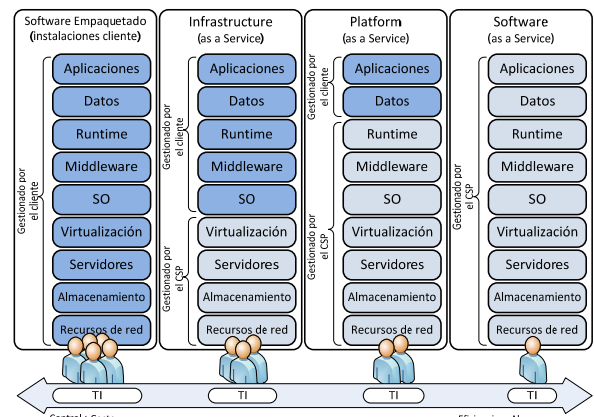 Software Empaquetado
(instalaciones cliente)
Gestionado por
el cliente
Aplicaciones
Datos
Runtime
Middleware
SO
Virtualización
Servidores
Almacenamiento
Recursos de red
TI
Infrastructure
(as a Service)
Gestionado por
el cliente
Gestionado por
el CSP
Aplicaciones
Datos
Runtime
Middleware
SO
Virtualización
Servidores
Almacenamiento
Recursos de red
TI
Platform
(as a Service)
Gestionado por
el cliente
Gestionado por
el CSP
Aplicaciones
Datos
Runtime
Middleware
SO
Virtualización
Servidores
Almacenamiento
Recursos de red
TI
Software
(as a Service)
Gestionado por
el CSP
Aplicaciones
Datos
Runtime
Middleware
SO
Virtualización
Servidores
Almacenamiento
Recursos de red
TI